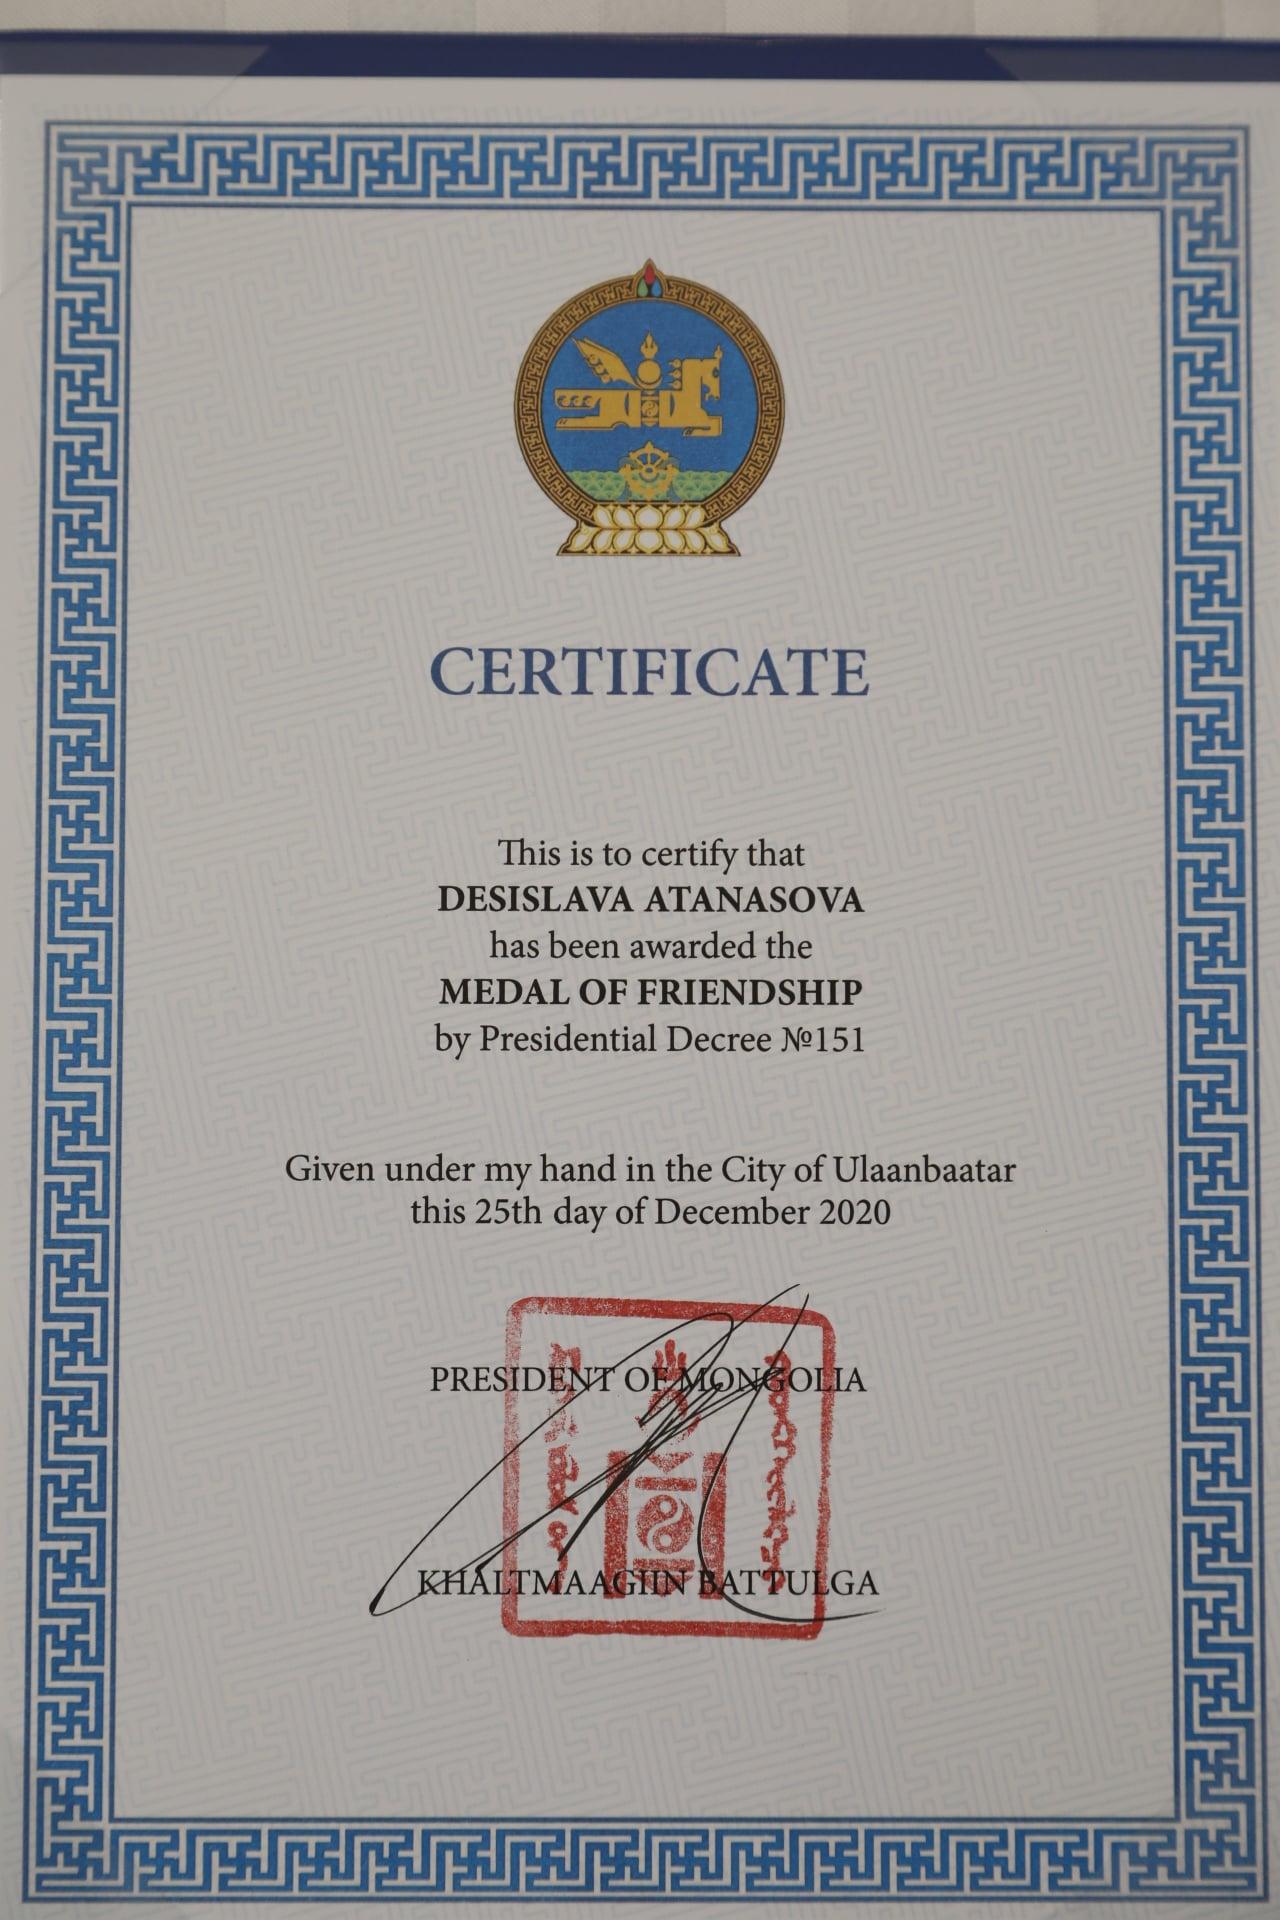 CERTIFICATE
This is to certify that
DESISLAVA ATANASOVA
has been awarded the
MEDAL OF FRIENDSHIP
by Presidential Decree №151
Given under my hand in the City of Ulaanbaatar
this 25th day of December 2020
PRESIDENT OF MONGOLIA
KHALTMAAGIIN BATTULGA